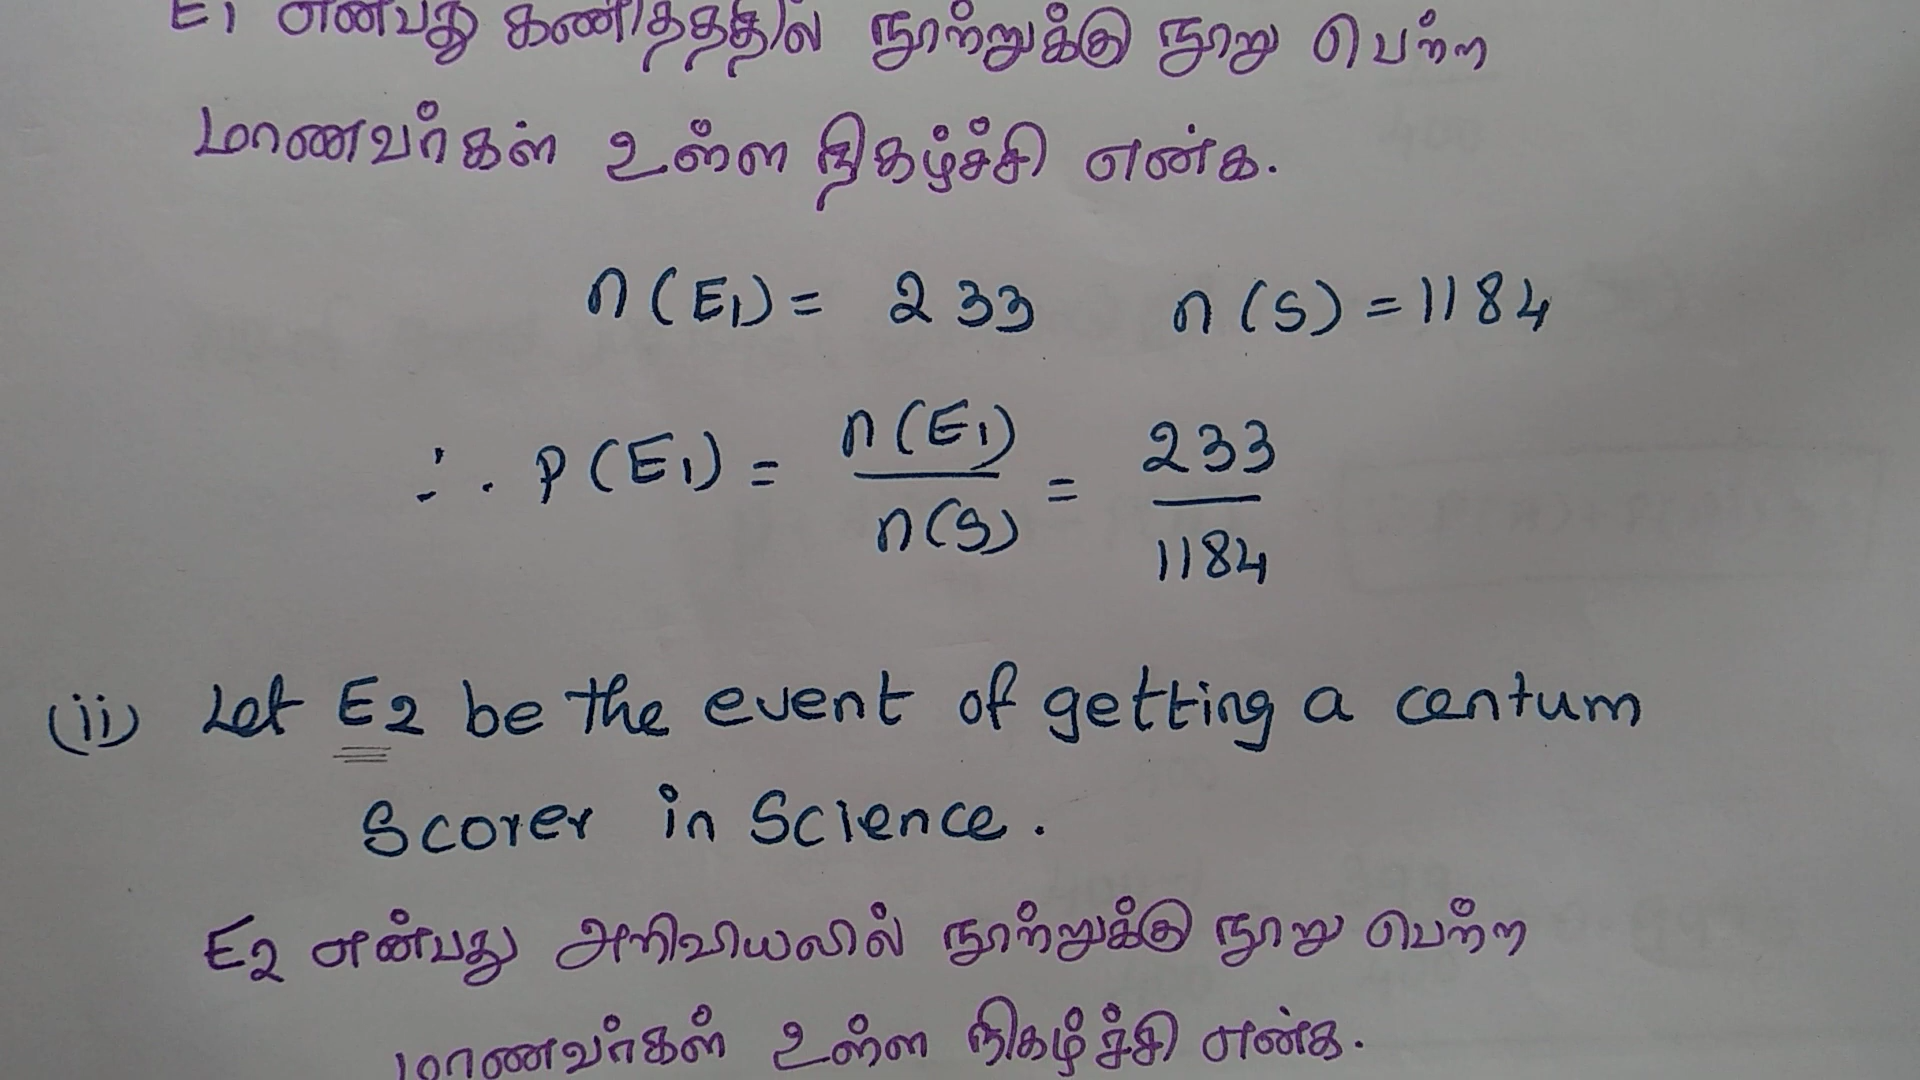 E1 என்பது கணிதத்தில் நூற்றுக்கு நூறு பெற்ற
மாணவர்கள் உள்ள நிகழ்ச்சி என்க.
n(E1) = 233 n(S) = 1184
∴ P(E1) = n(E1)/n(S) = 233/1184
(ii) Let E2 be the event of getting a centum
Scorer in Science.
E2 என்பது அறிவியலில் நூற்றுக்கு நூறு பெற்ற
மாணவர்கள் உள்ள நிகழ்ச்சி என்க.